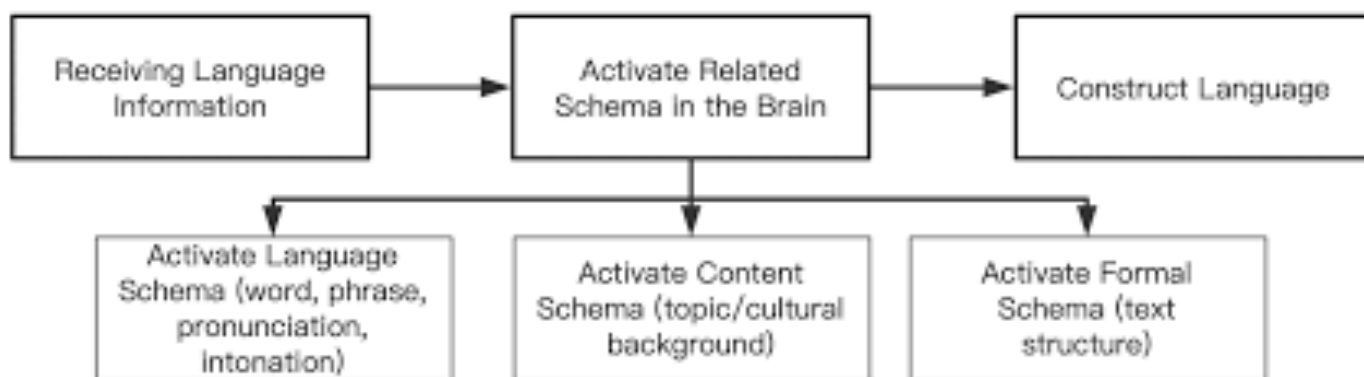 Receiving Language
Information
Activate Related
Schema in the Brain
Construct Language
Activate Language
Schema (word, phrase,
pronunciation,
intonation)
Activate Content
Schema (topic/cultural
background)
Activate Formal
Schema (text
structure)